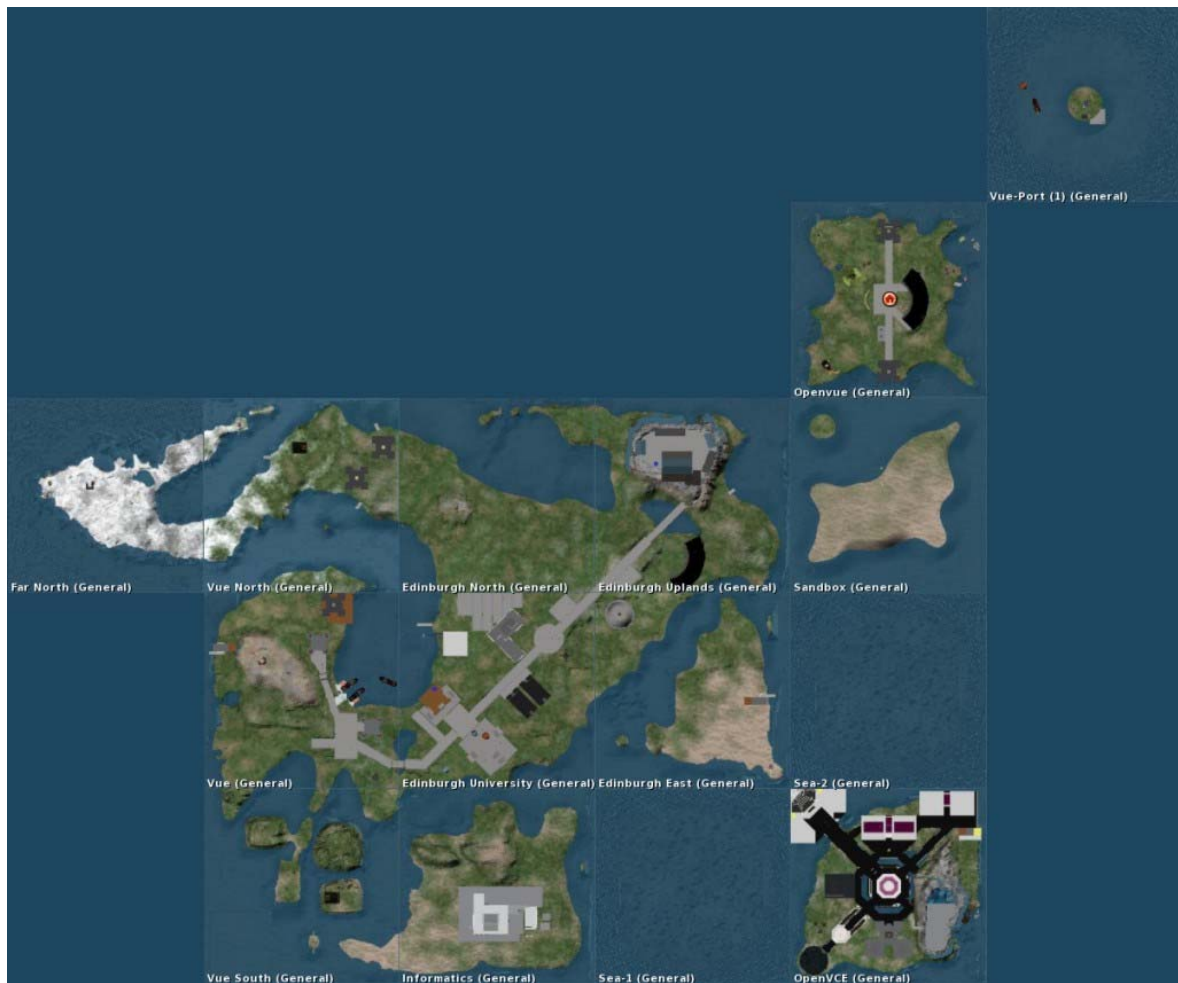 Vue-Port (1) (General)
Openvue (General)
Far North (General)
Vue North (General)
Edinburgh North (General)
Edinburgh Uplands (General)
Sandbox (General)
Vue (General)
Edinburgh University (General)
Edinburgh East (General)
Sea-2 (General)
Vue South (General)
Informatics (General)
Sea-1 (General)
OpenVCE (General)